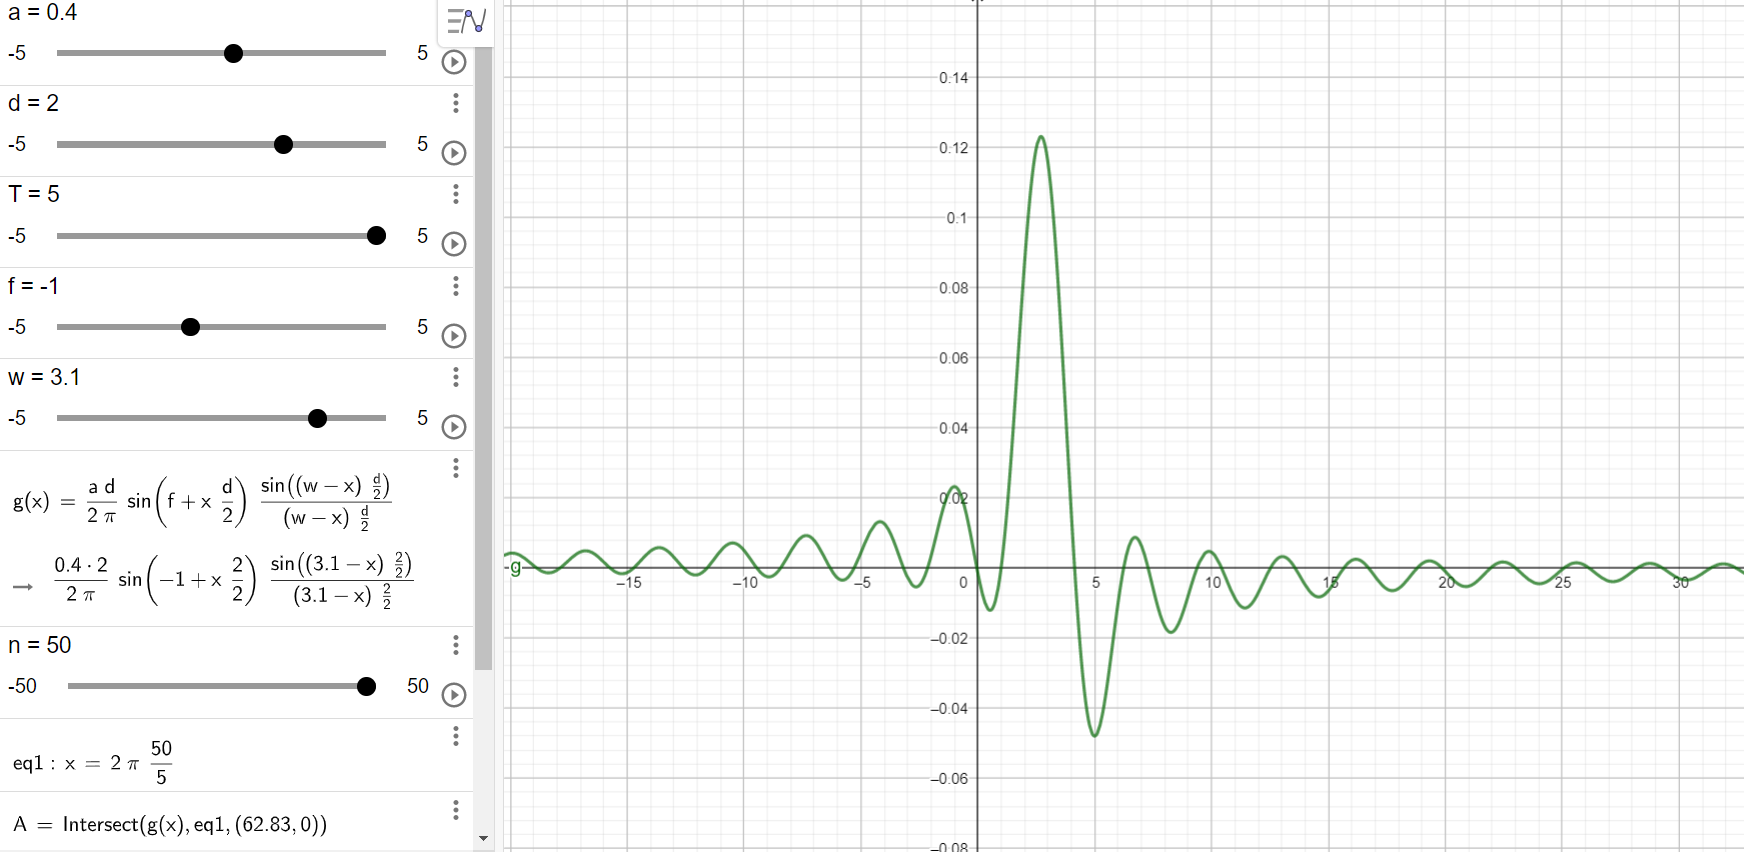 a = 0.4
-5 5
d = 2
-5 5
T = 5
-5 5
f = -1
-5 5
w = 3.1
-5 5
g(x) = a d / 2 π sin(f + x d/2) sin((w − x) d/2) / (w − x) d/2
→ 0.4 · 2 / 2 π sin(−1 + x 2/2) sin((3.1 − x) 2/2) / (3.1 − x) 2/2
n = 50
-50 50
eq1 : x = 2 π 50/5
A = Intersect(g(x), eq1, (62.83, 0))
0.14
0.12
0.1
0.08
0.06
0.04
0.02
g
−15 −10 −5 0 5 10 15 20 25 30
−0.02
−0.04
−0.06
−0.08